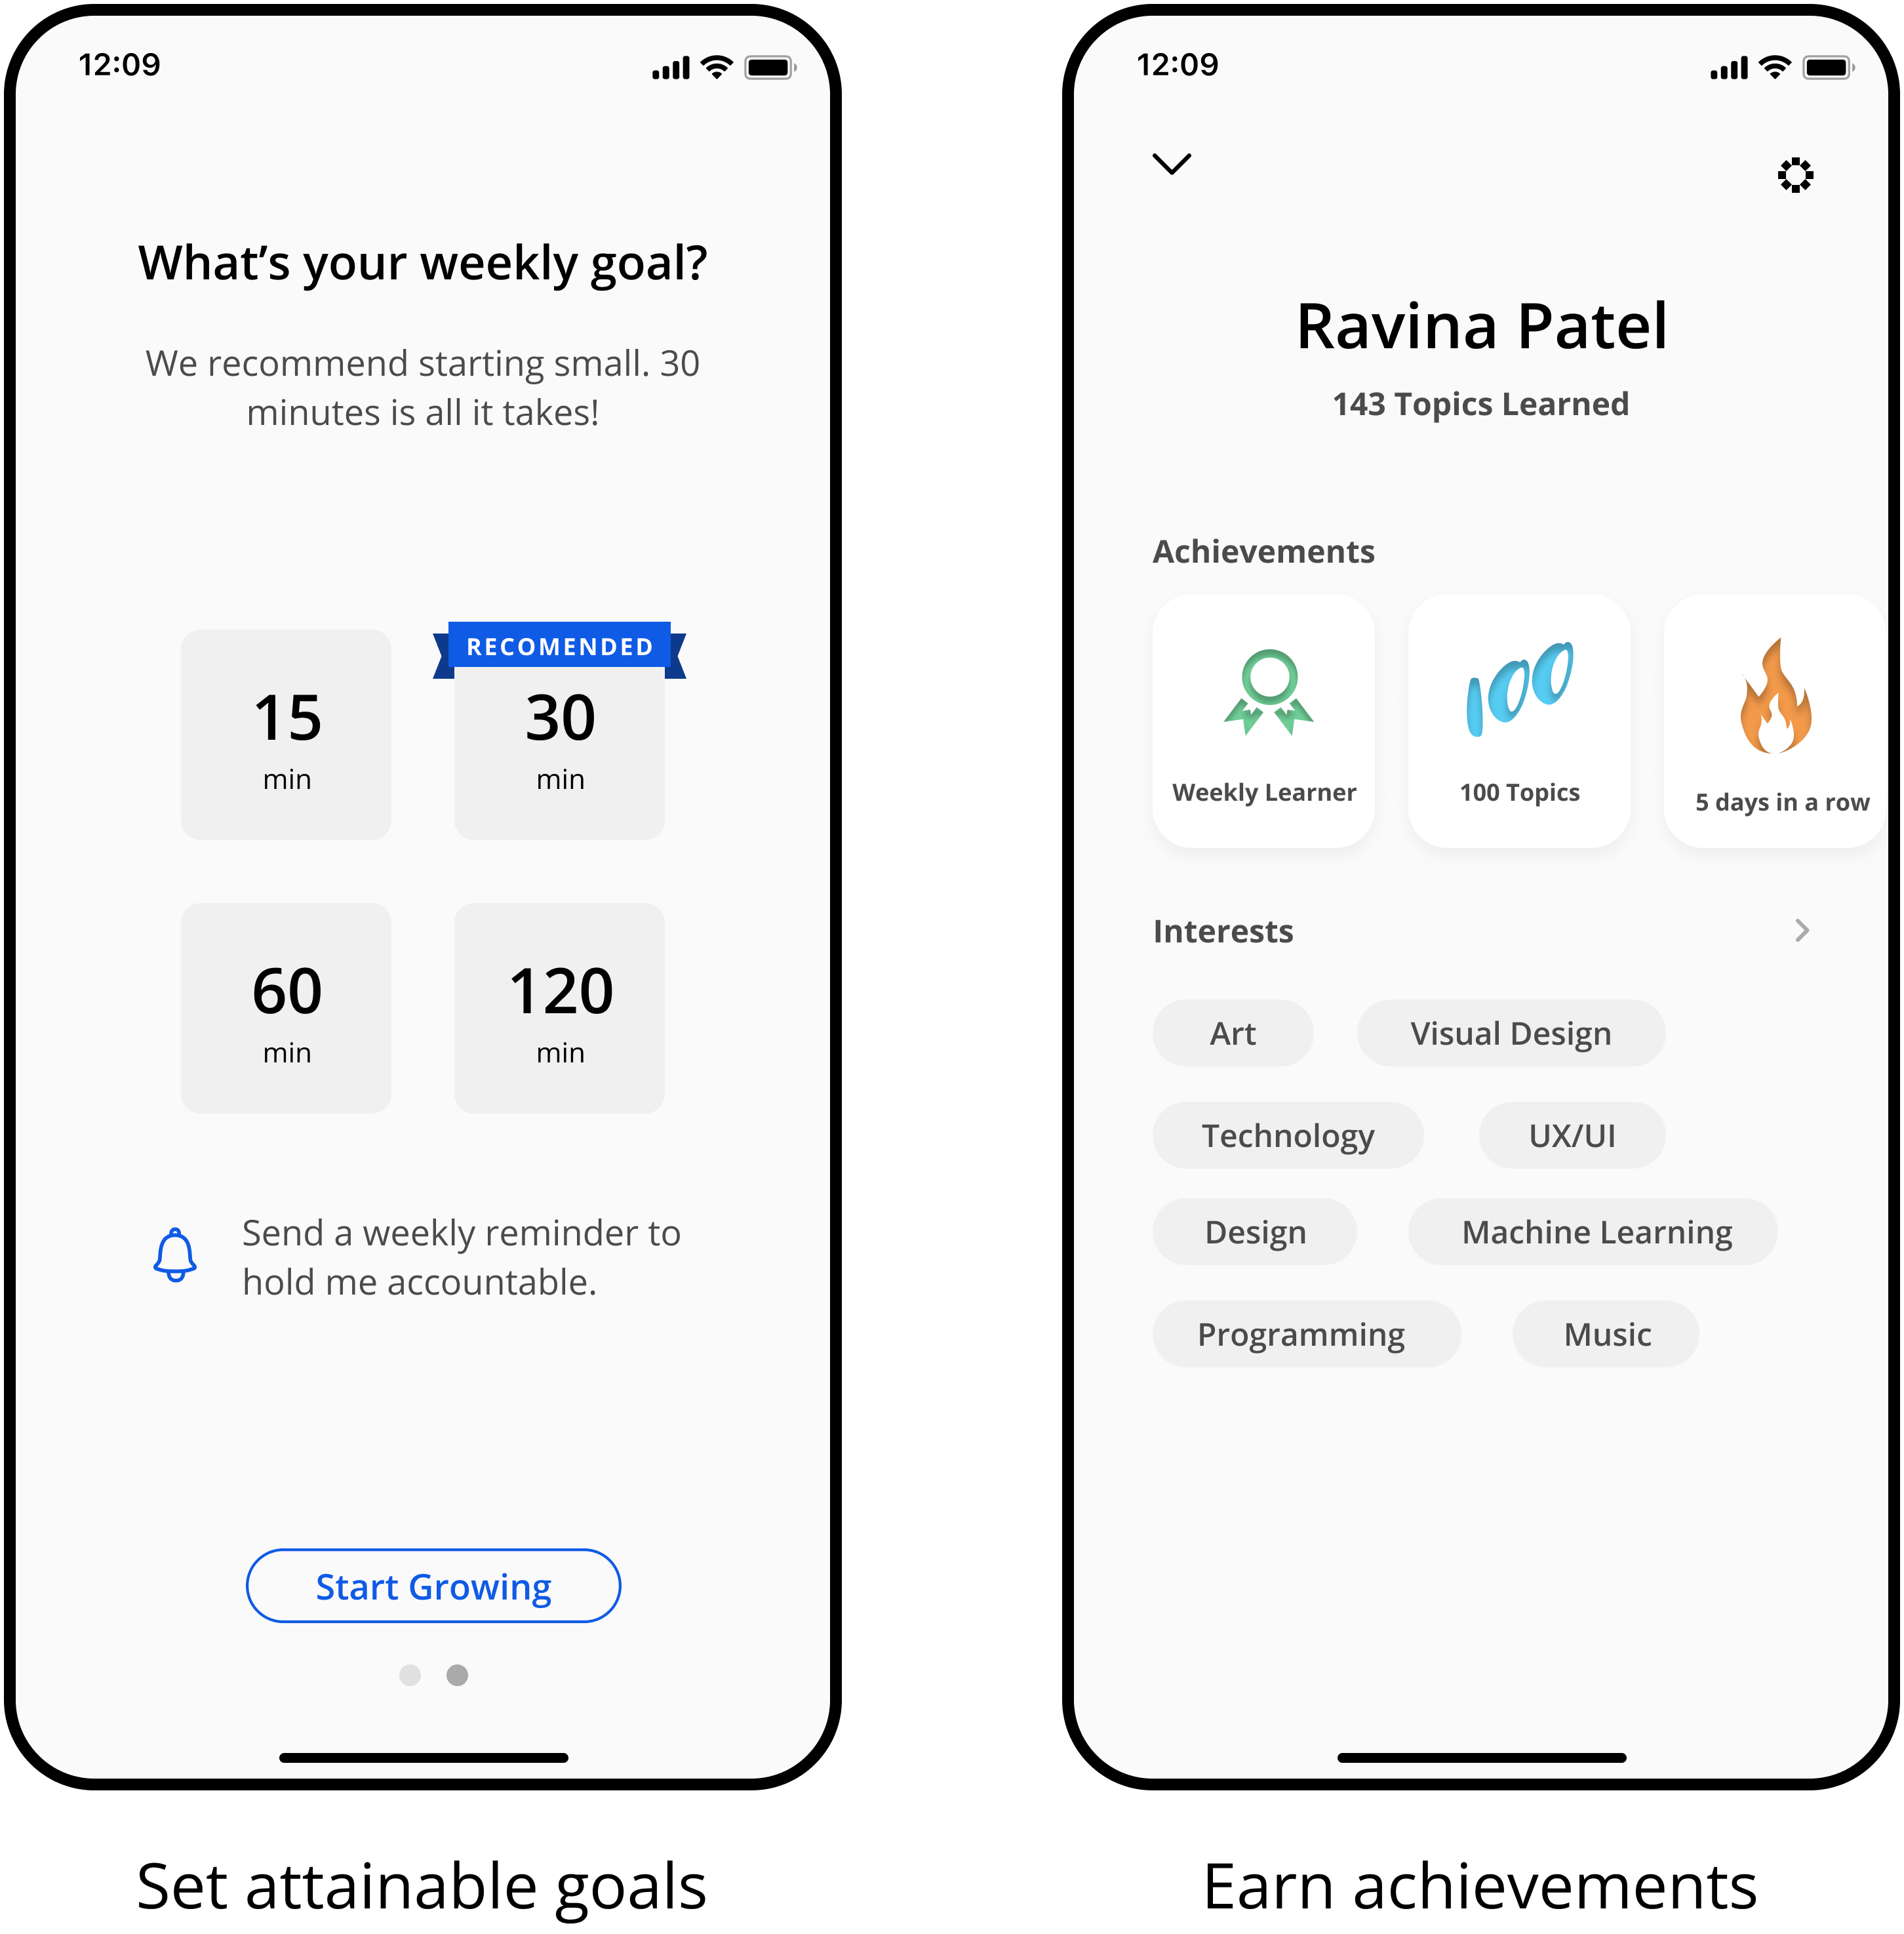 12:09
What’s your weekly goal?
We recommend starting small. 30
minutes is all it takes!
RECOMENDED
15
min
30
min
60
min
120
min
Send a weekly reminder to
hold me accountable.
Start Growing
Set attainable goals
12:09
Ravina Patel
143 Topics Learned
Achievements
100
Weekly Learner
100 Topics
5 days in a row
Interests
Art
Visual Design
Technology
UX/UI
Design
Machine Learning
Programming
Music
Earn achievements